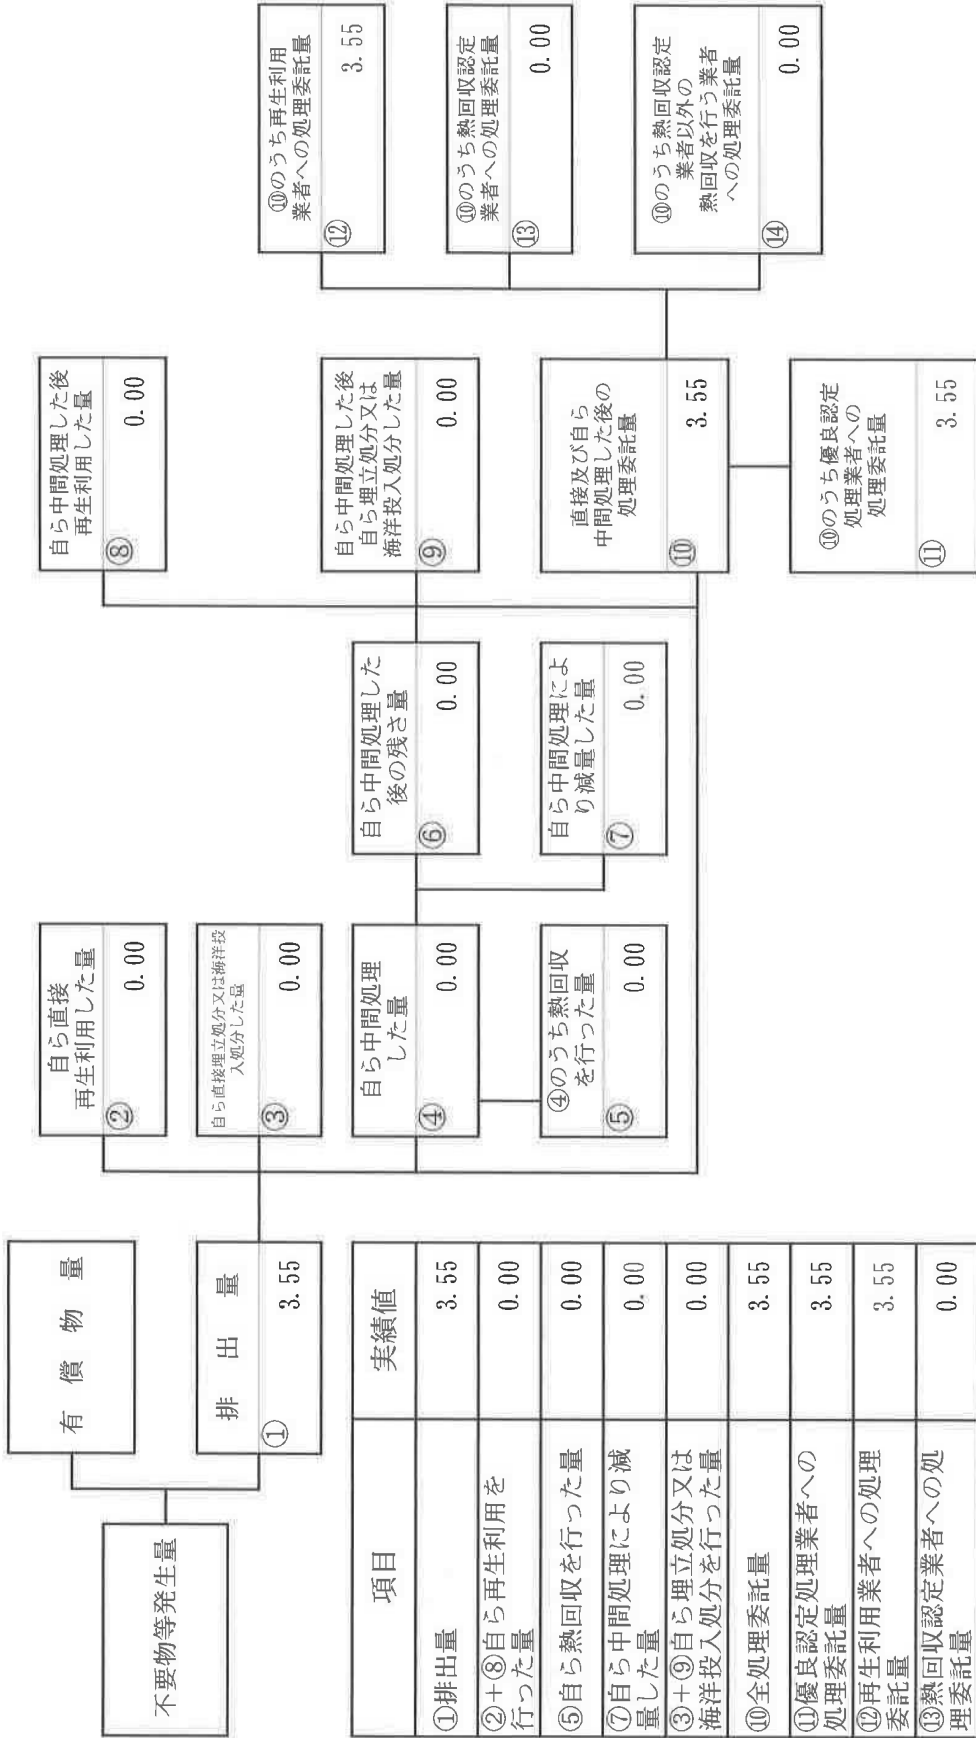 不要物等発生量
有償物量
排出量
① 3.55
自ら直接
再生利用した量
② 0.00
自ら直接埋立処分又は海洋投
入処分した量
③ 0.00
自ら中間処理
した量
④ 0.00
④のうち熱回収
を行った量
⑤ 0.00
自ら中間処理した
後の残さ量
⑥ 0.00
自ら中間処理によ
り減量した量
⑦ 0.00
自ら中間処理した後
再生利用した量
⑧ 0.00
自ら中間処理した後
自ら埋立処分又は
海洋投入処分した量
⑨ 0.00
直接及び自ら
中間処理した後の
処理委託量
⑩ 3.55
⑩のうち優良認定
処理業者への
処理委託量
⑪ 3.55
⑩のうち再生利用
業者への処理委託量
⑫ 3.55
⑩のうち熱回収認定
業者への処理委託量
⑬ 0.00
⑩のうち熱回収認定
業者以外の
熱回収を行う業者
への処理委託量
⑭ 0.00
項目 実績値
①排出量 3.55
②+⑧自ら再生利用を
行った量 0.00
⑤自ら熱回収を行った量 0.00
⑦自ら中間処理により減
量した量 0.00
③+⑨自ら埋立処分又は
海洋投入処分を行った量 0.00
⑩全処理委託量 3.55
⑪優良認定処理業者への
処理委託量 3.55
⑫再生利用業者への処理
委託量 3.55
⑬熱回収認定業者への処
理委託量 0.00